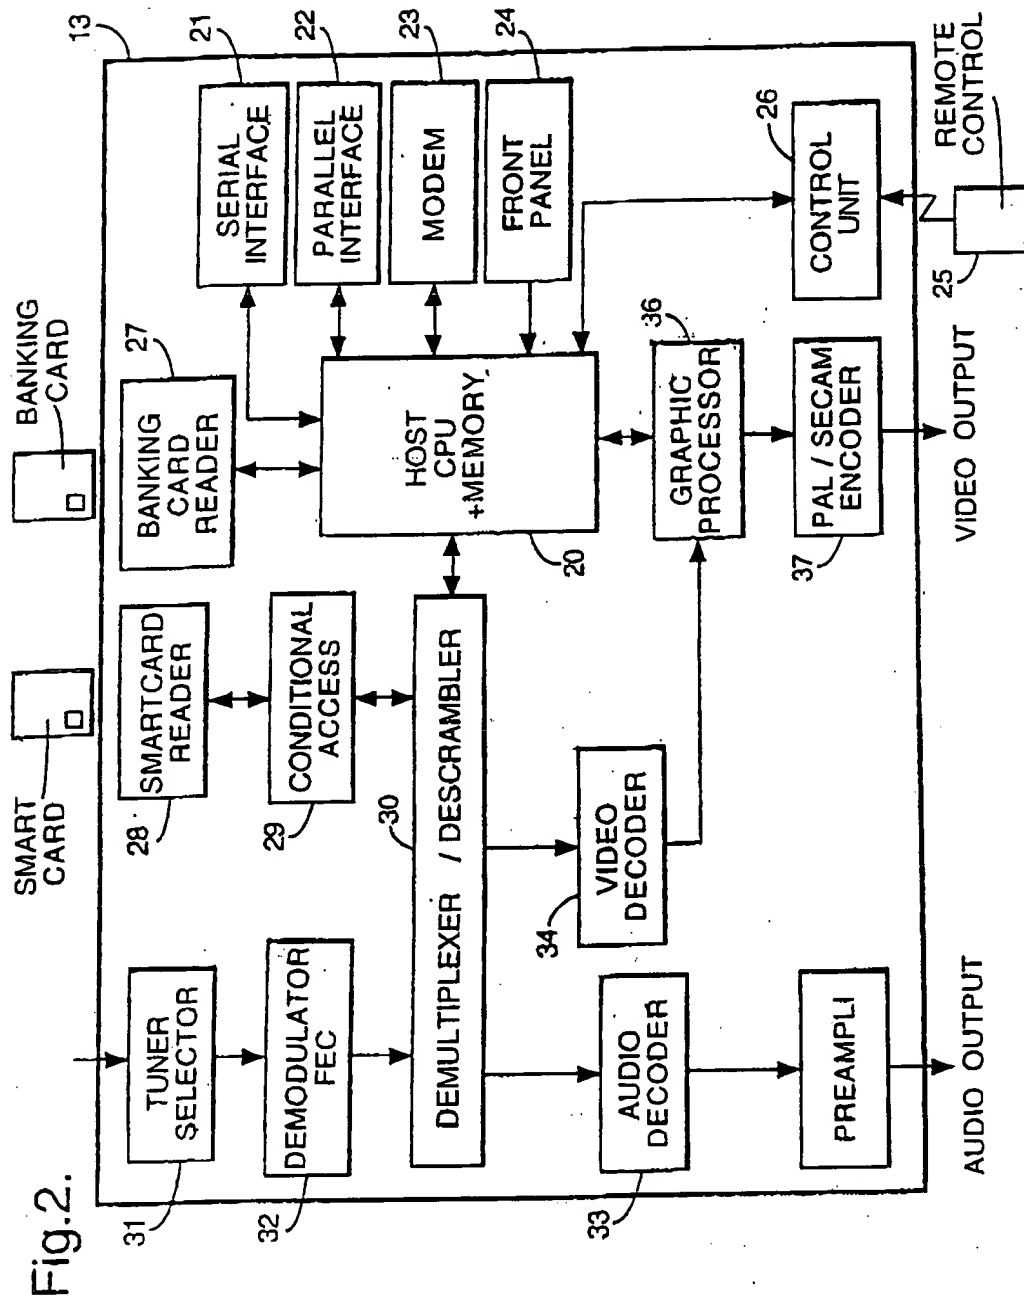 Fig.2.
SMART
CARD
BANKING
CARD
13
31
TUNER
SELECTOR
28
SMARTCARD
READER
BANKING
CARD
READER
27
SERIAL
INTERFACE
21
PARALLEL
INTERFACE
22
MODEM
23
FRONT
PANEL
24
32
DEMODULATOR
FEC
29
CONDITIONAL
ACCESS
30
DEMULTIPLEXER / DESCRAMBLER
HOST
CPU
+MEMORY
20
34
VIDEO
DECODER
33
AUDIO
DECODER
GRAPHIC
PROCESSOR
36
PREAMPLI
37
PAL / SECAM
ENCODER
CONTROL
UNIT
26
25
REMOTE
CONTROL
AUDIO OUTPUT
VIDEO OUTPUT